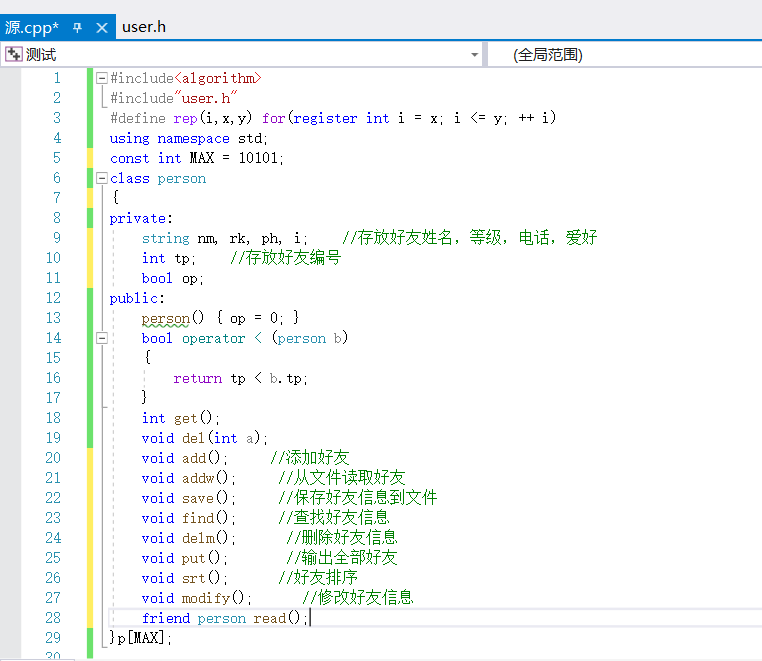 源.cpp* user.h
测试 (全局范围)
1 #include<algorithm>
2 #include"user.h"
3 #define rep(i,x,y) for(register int i = x; i <= y; ++ i)
4 using namespace std;
5 const int MAX = 10101;
6 class person
7 {
8 private:
9 string nm, rk, ph, i; //存放好友姓名，等级，电话，爱好
10 int tp; //存放好友编号
11 bool op;
12 public:
13 person() { op = 0; }
14 bool operator < (person b)
15 {
16 return tp < b.tp;
17 }
18 int get();
19 void del(int a);
20 void add(); //添加好友
21 void addw(); //从文件读取好友
22 void save(); //保存好友信息到文件
23 void find(); //查找好友信息
24 void delm(); //删除好友信息
25 void put(); //输出全部好友
26 void srt(); //好友排序
27 void modify(); //修改好友信息
28 friend person read();
29 }p[MAX];
30